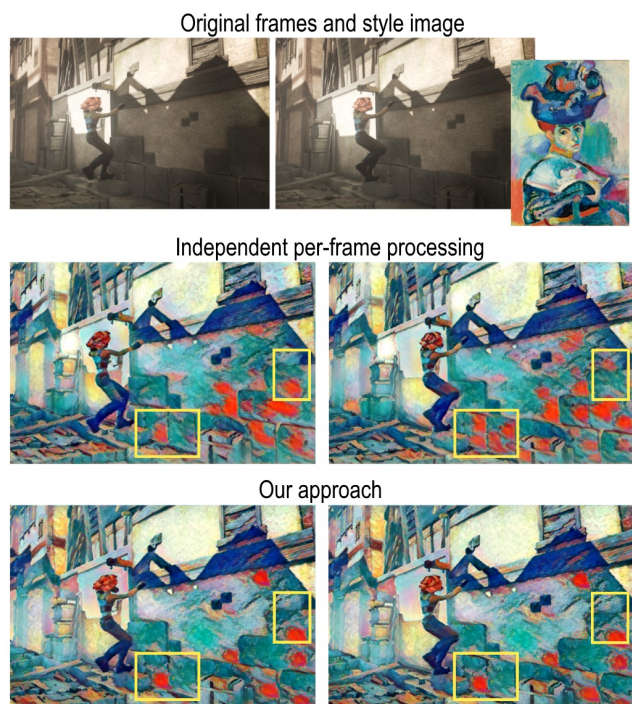 Original frames and style image
Independent per-frame processing
Our approach